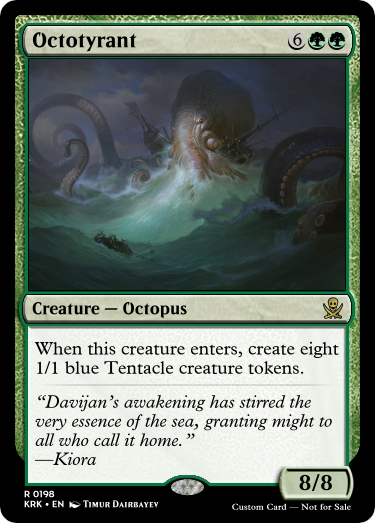 Octotyrant 6
Creature — Octopus
When this creature enters, create eight
1/1 blue Tentacle creature tokens.
“Davijan’s awakening has stirred the
very essence of the sea, granting might to
all who call it home.”
—Kiora
8/8
R 0198
KRK • EN Timur Dairbayev
Custom Card — Not for Sale